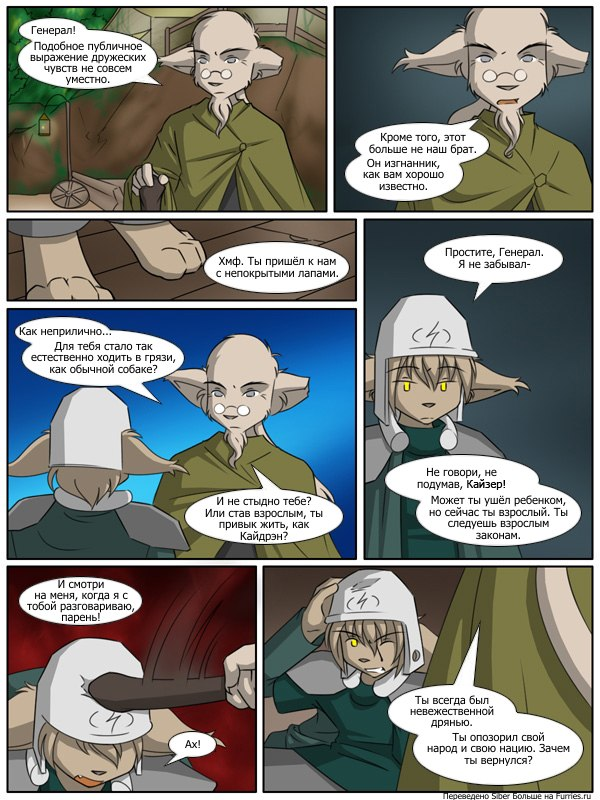 Генерал!
Подобное публичное
выражение дружеских
чувств не совсем
уместно.
Кроме того, этот
больше не наш брат.
Он изгнанник,
как вам хорошо
известно.
Хмф. Ты пришёл к нам
с непокрытыми лапами.
Простите, Генерал.
Я не забывал-
Как неприлично...
Для тебя стало так
естественно ходить в грязи,
как обычной собаке?
И не стыдно тебе?
Или став взрослым, ты
привык жить, как
Кайдрэн?
Не говори, не
подумав, Кайзер!
Может ты ушёл ребенком,
но сейчас ты взрослый. Ты
следуешь взрослым
законам.
И смотри
на меня, когда я с
тобой разговариваю,
парень!
Ах!
Ты всегда был
невежественной
дрянью.
Ты опозорил свой
народ и свою нацию. Зачем
ты вернулся?
Переведено Siber Больше на Furries.ru